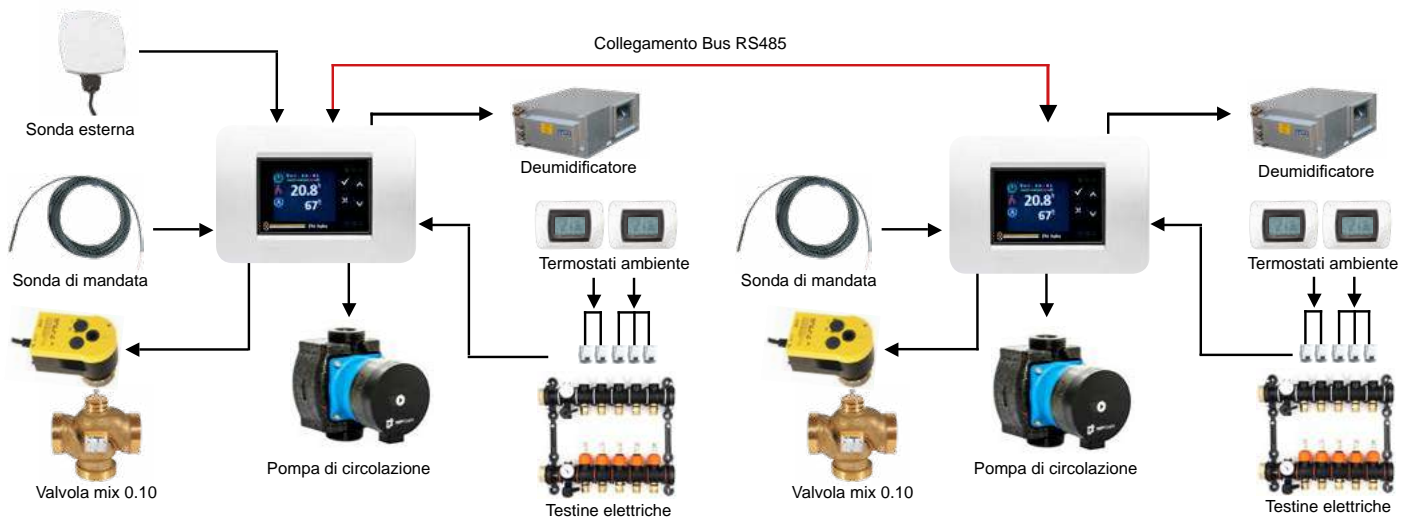 Collegamento Bus RS485
Sonda esterna
Deumidificatore
Deumidificatore
20.8
67
20.8
67
Sonda di mandata
Termostati ambiente
Sonda di mandata
Termostati ambiente
Pompa di circolazione
Pompa di circolazione
Valvola mix 0.10
Testine elettriche
Valvola mix 0.10
Testine elettriche